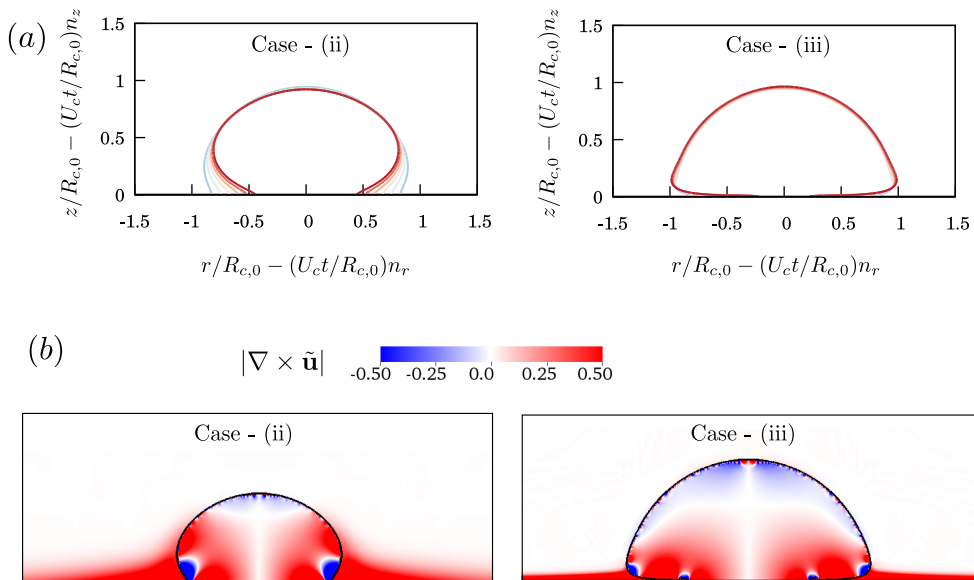 (a)
Case - (ii)
z/R_{c,0} − (U_c t/R_{c,0})n_z
1.5
1
0.5
0
-1.5 -1 -0.5 0 0.5 1 1.5
r/R_{c,0} − (U_c t/R_{c,0})n_r
Case - (iii)
z/R_{c,0} − (U_c t/R_{c,0})n_z
1.5
1
0.5
0
-1.5 -1 -0.5 0 0.5 1 1.5
r/R_{c,0} − (U_c t/R_{c,0})n_r
(b)
|∇ × ũ|
-0.50 -0.25 0.0 0.25 0.50
Case - (ii)
Case - (iii)